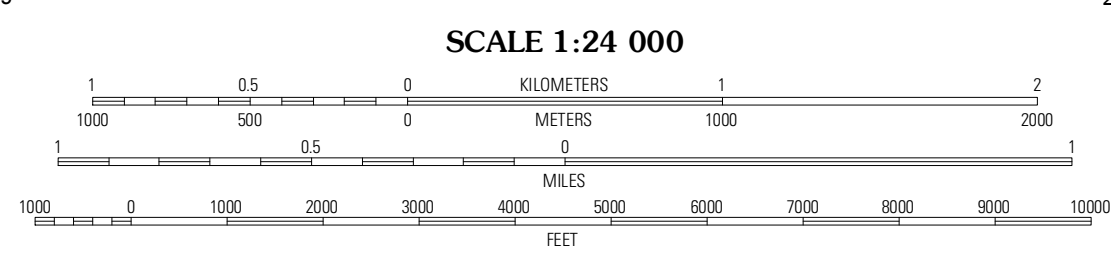 SCALE 1:24 000
1 0.5 0 KILOMETERS 1 2
1000 500 0 METERS 1000 2000
1 0.5 0 1
MILES
1000 0 1000 2000 3000 4000 5000 6000 7000 8000 9000 10000
FEET